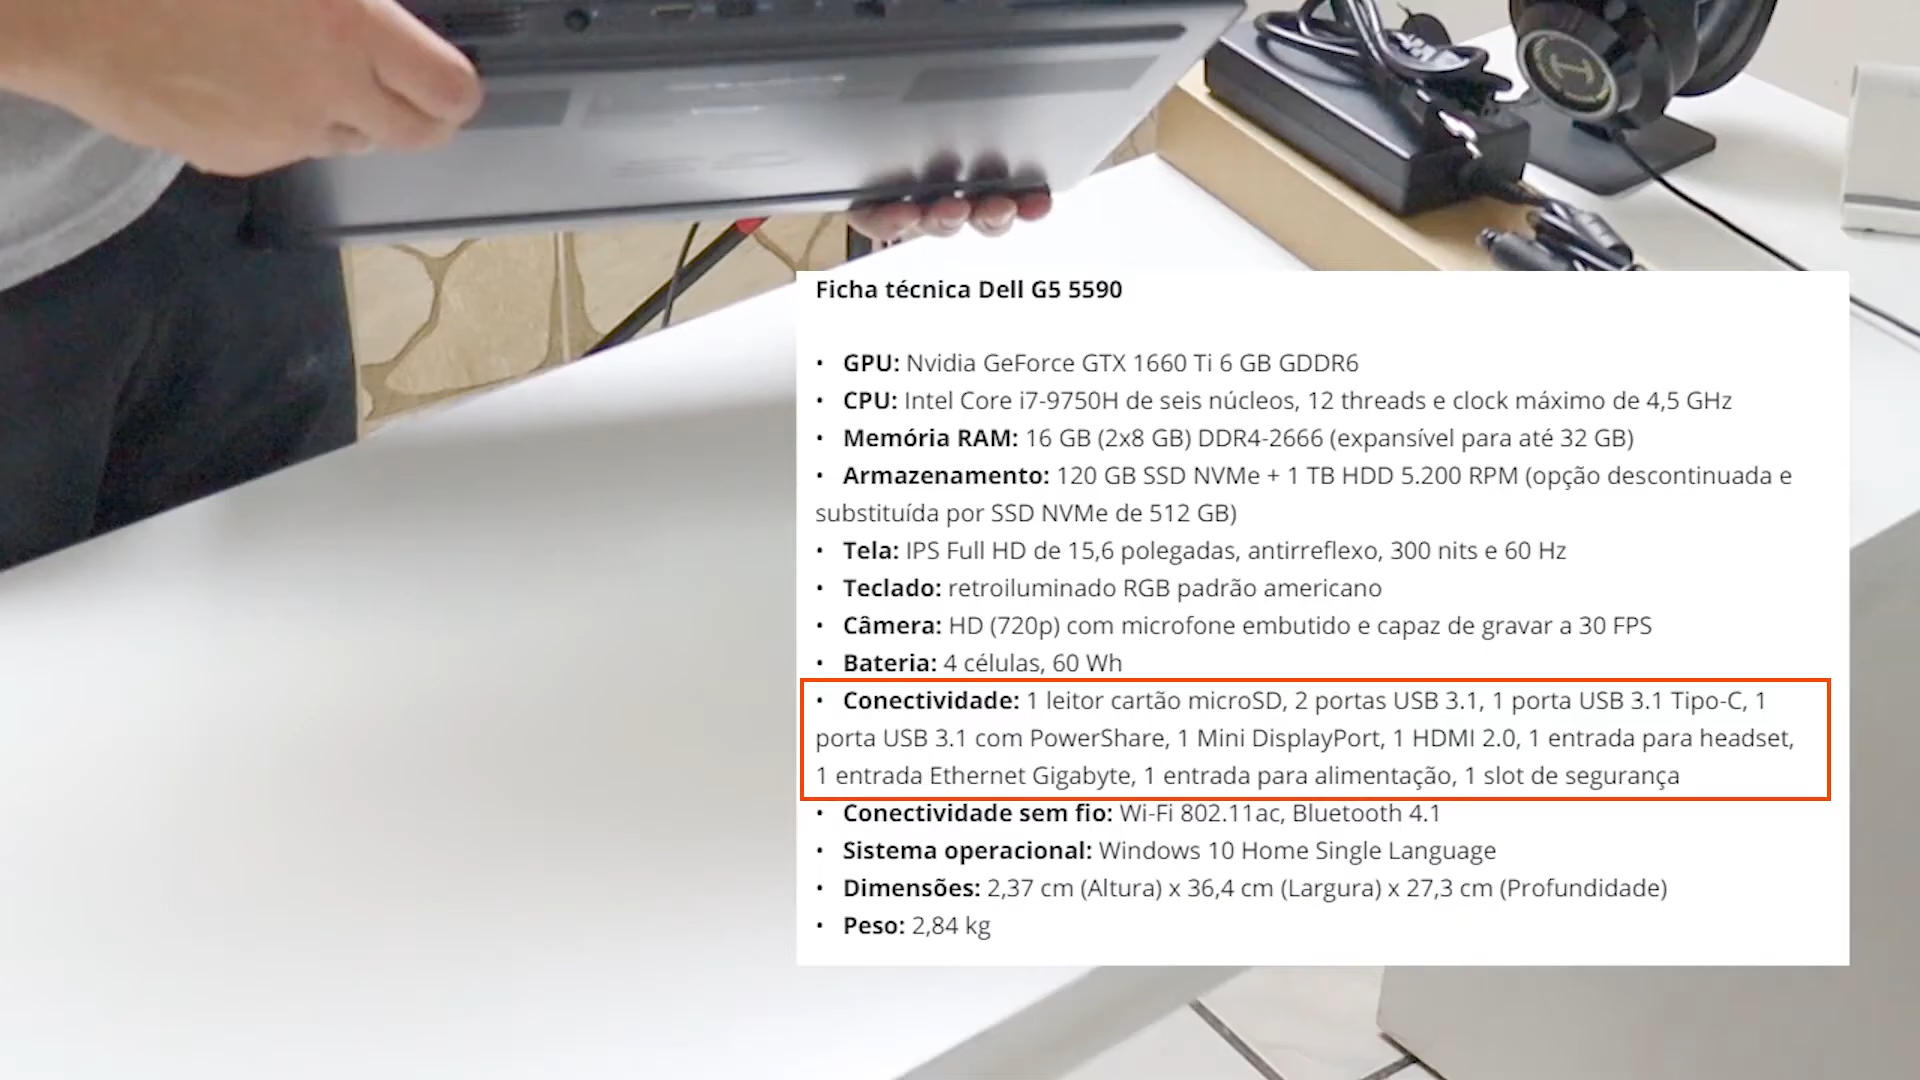 Ficha técnica Dell G5 5590
• GPU: Nvidia GeForce GTX 1660 Ti 6 GB GDDR6
• CPU: Intel Core i7-9750H de seis núcleos, 12 threads e clock máximo de 4,5 GHz
• Memória RAM: 16 GB (2x8 GB) DDR4-2666 (expansível para até 32 GB)
• Armazenamento: 120 GB SSD NVMe + 1 TB HDD 5.200 RPM (opção descontinuada e
substituída por SSD NVMe de 512 GB)
• Tela: IPS Full HD de 15,6 polegadas, antirreflexo, 300 nits e 60 Hz
• Teclado: retroiluminado RGB padrão americano
• Câmera: HD (720p) com microfone embutido e capaz de gravar a 30 FPS
• Bateria: 4 células, 60 Wh
• Conectividade: 1 leitor cartão microSD, 2 portas USB 3.1, 1 porta USB 3.1 Tipo-C, 1
porta USB 3.1 com PowerShare, 1 Mini DisplayPort, 1 HDMI 2.0, 1 entrada para headset,
1 entrada Ethernet Gigabyte, 1 entrada para alimentação, 1 slot de segurança
• Conectividade sem fio: Wi-Fi 802.11ac, Bluetooth 4.1
• Sistema operacional: Windows 10 Home Single Language
• Dimensões: 2,37 cm (Altura) x 36,4 cm (Largura) x 27,3 cm (Profundidade)
• Peso: 2,84 kg